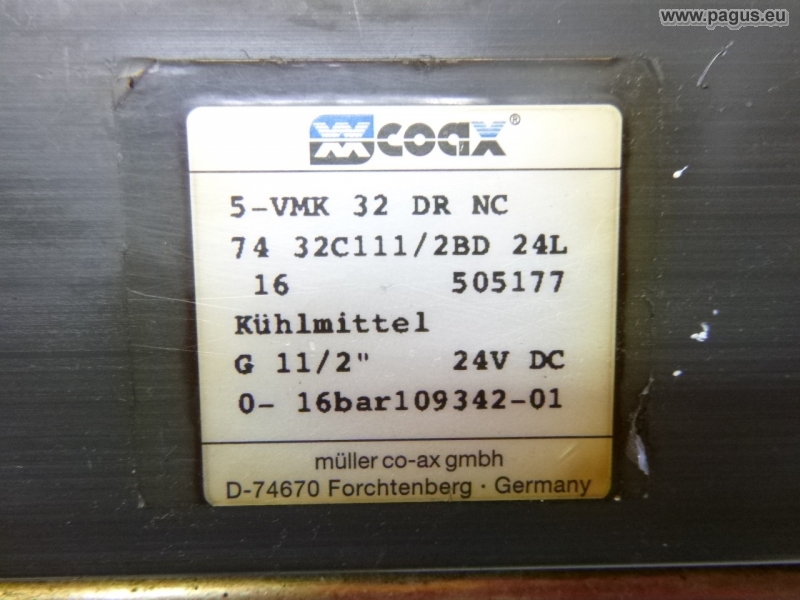 www.pagus.eu
coax®
5-VMK 32 DR NC
74 32C111/2BD 24L
16 505177
Kühlmittel
G 11/2" 24V DC
0- 16bar109342-01
müller co-ax gmbh
D-74670 Forchtenberg · Germany